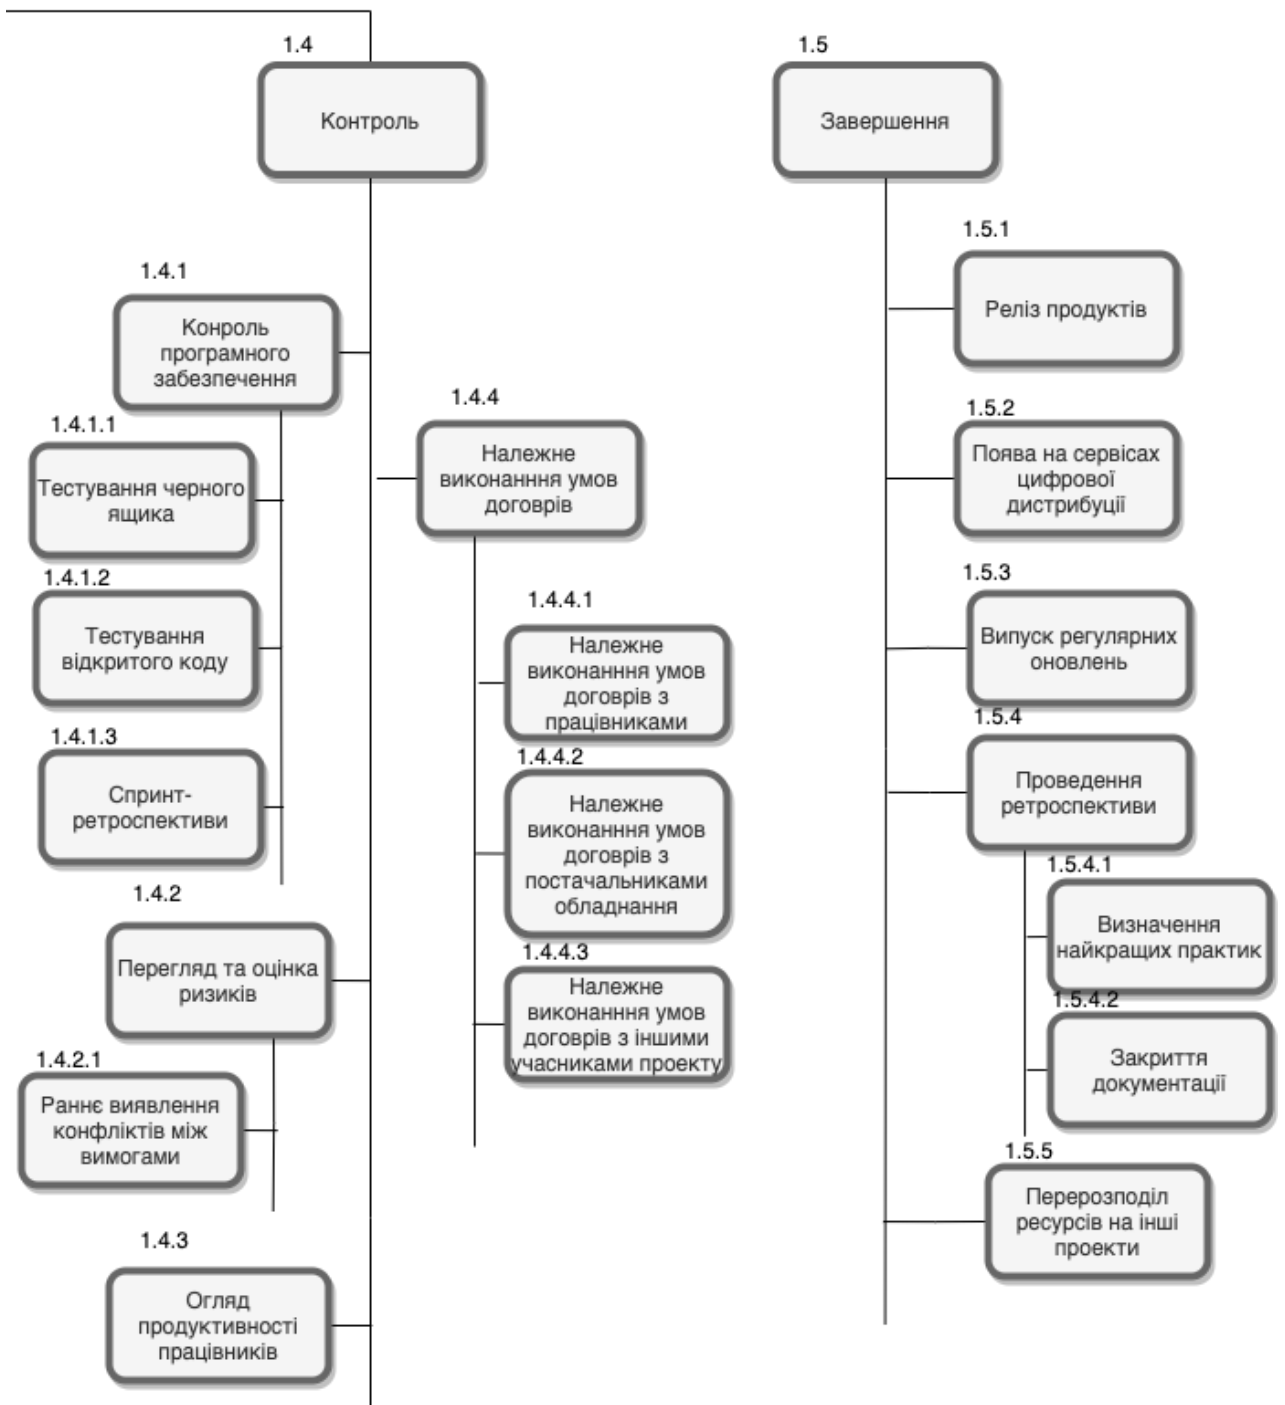 1.4
Контроль
1.4.1
Конроль
програмного
забезпечення
1.4.1.1
Тестування черного
ящика
1.4.1.2
Тестування
відкритого коду
1.4.1.3
Спринт-
ретроспективи
1.4.2
Перегляд та оцінка
ризиків
1.4.2.1
Раннє виявлення
конфліктів між
вимогами
1.4.3
Огляд
продуктивності
працівників
1.4.4
Належне
виконанння умов
договрів
1.4.4.1
Належне
виконанння умов
договрів з
працівниками
1.4.4.2
Належне
виконанння умов
договрів з
постачальниками
обладнання
1.4.4.3
Належне
виконанння умов
договрів з іншими
учасниками проекту
1.5
Завершення
1.5.1
Реліз продуктів
1.5.2
Поява на сервісах
цифрової
дистрибуції
1.5.3
Випуск регулярних
оновлень
1.5.4
Проведення
ретроспективи
1.5.4.1
Визначення
найкращих практик
1.5.4.2
Закриття
документації
1.5.5
Перерозподіл
ресурсів на інші
проекти